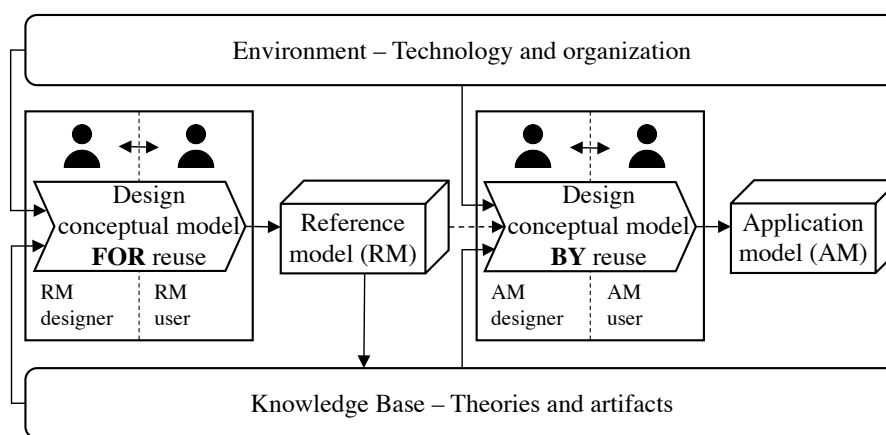 Environment – Technology and organization
Design
conceptual model
FOR reuse
RM
designer
RM
user
Reference
model (RM)
Design
conceptual model
BY reuse
AM
designer
AM
user
Application
model (AM)
Knowledge Base – Theories and artifacts